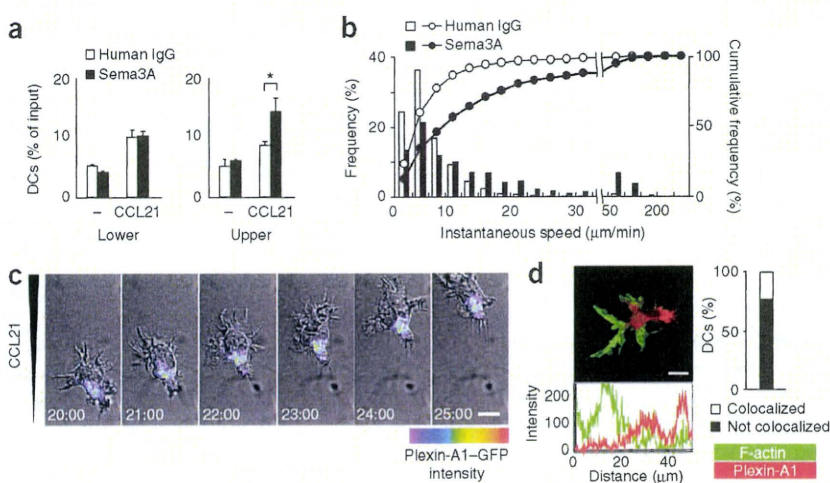 a
Human IgG
Sema3A
DCs (% of input)
20
10
0
– CCL21
Lower
20
10
0
*
– CCL21
Upper
b
Human IgG
Sema3A
Frequency (%)
40
20
0
0 10 20 30 50 200
Instantaneous speed (μm/min)
100
50
0
Cumulative frequency (%)
c
CCL21
20:00 21:00 22:00 23:00 24:00 25:00
Plexin-A1–GFP
intensity
d
DCs (%)
100
50
0
Colocalized
Not colocalized
Intensity
200
100
0
0 20 40
Distance (μm)
F-actin
Plexin-A1